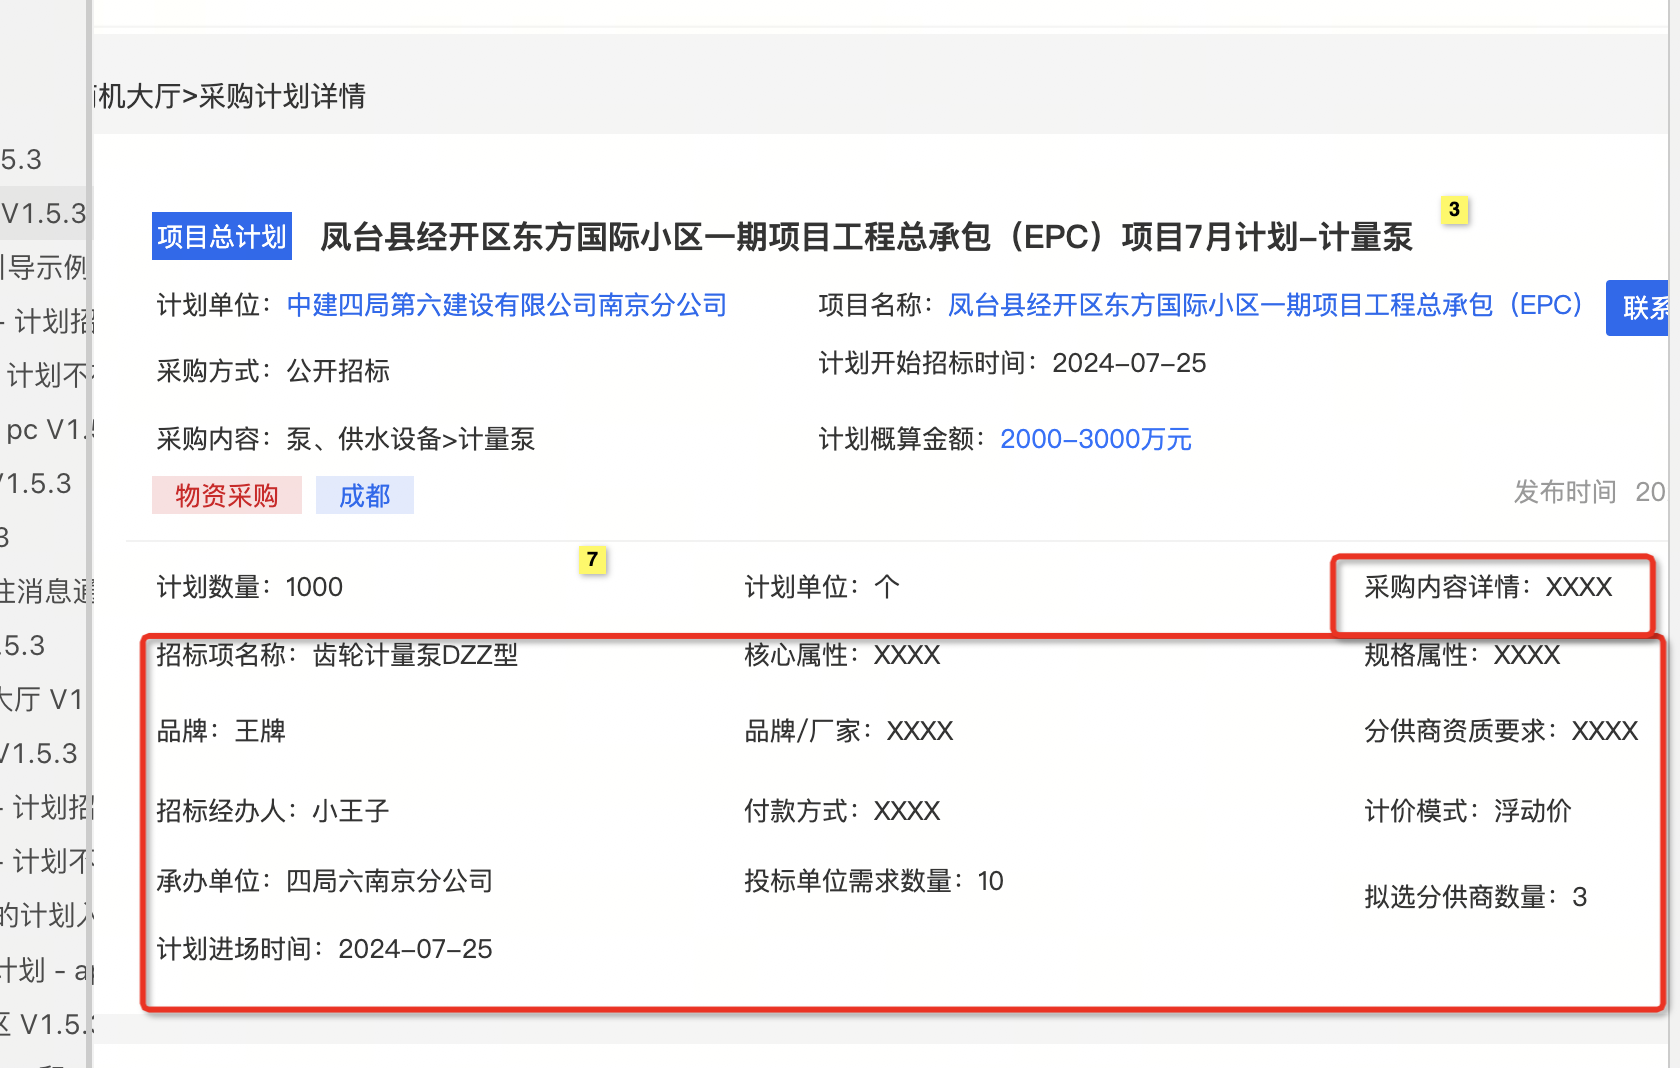 机大厅>采购计划详情
5.3
V1.5.3
引导示例
- 计划招
计划不
pc V1.5
V1.5.3
3
注消息通
.5.3
大厅 V1
V1.5.3
- 计划招
- 计划不
的计划入
计划 - ap
区 V1.5.3
项目总计划 凤台县经开区东方国际小区一期项目工程总承包（EPC）项目7月计划-计量泵 3
计划单位：中建四局第六建设有限公司南京分公司 项目名称：凤台县经开区东方国际小区一期项目工程总承包（EPC） 联系
采购方式：公开招标 计划开始招标时间：2024-07-25
采购内容：泵、供水设备>计量泵 计划概算金额：2000-3000万元
物资采购 成都 发布时间 20
7
计划数量：1000 计划单位：个 采购内容详情：XXXX
招标项名称：齿轮计量泵DZZ型 核心属性：XXXX 规格属性：XXXX
品牌：王牌 品牌/厂家：XXXX 分供商资质要求：XXXX
招标经办人：小王子 付款方式：XXXX 计价模式：浮动价
承办单位：四局六南京分公司 投标单位需求数量：10 拟选分供商数量：3
计划进场时间：2024-07-25